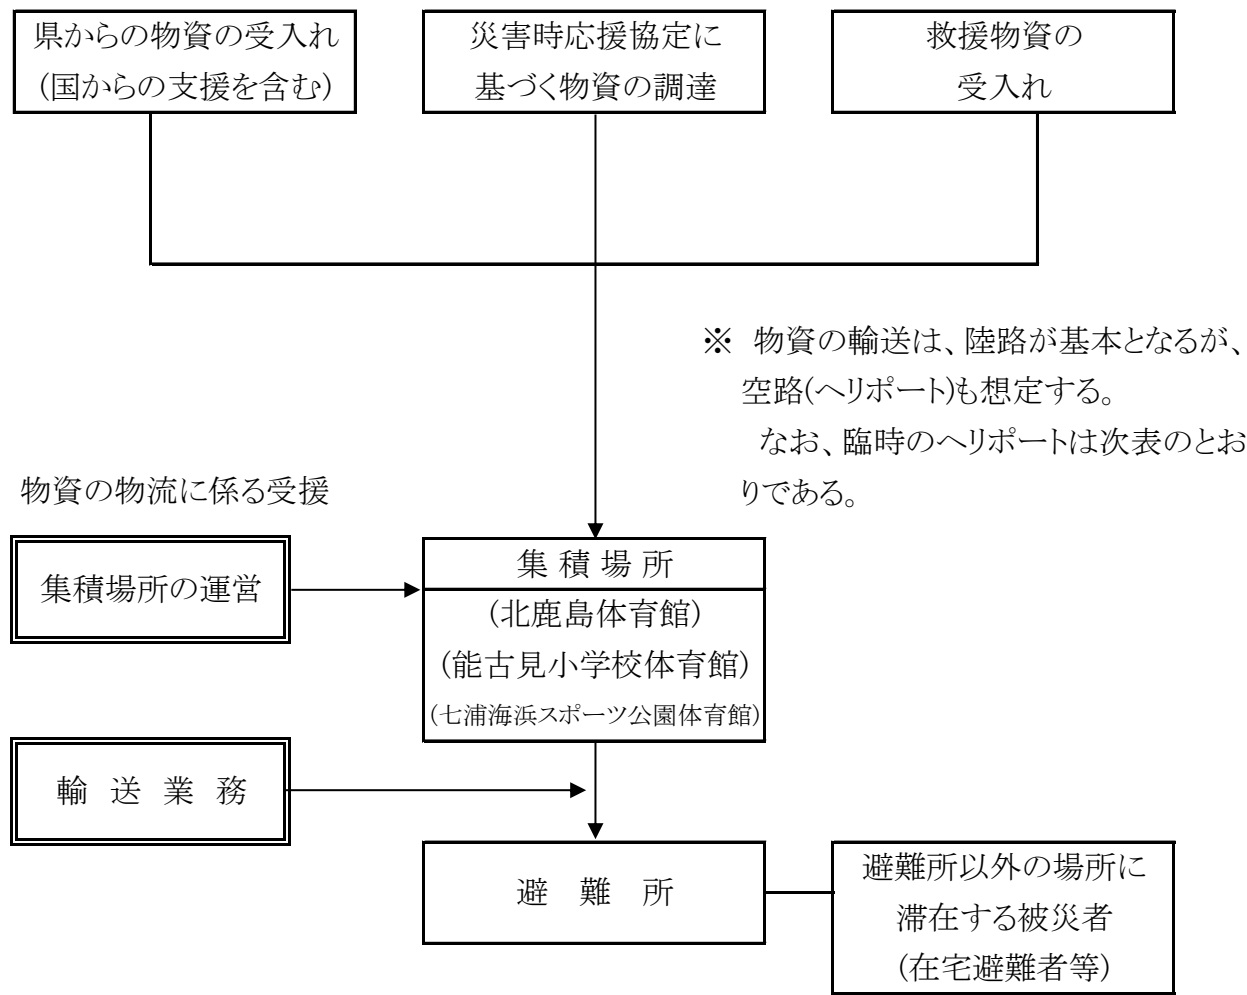 県からの物資の受入れ
(国からの支援を含む)
災害時応援協定に
基づく物資の調達
救援物資の
受入れ
※ 物資の輸送は、陸路が基本となるが、
空路(ヘリポート)も想定する。
なお、臨時のヘリポートは次表のとお
りである。
物資の物流に係る受援
集積場所の運営
集 積 場 所
(北鹿島体育館)
(能古見小学校体育館)
(七浦海浜スポーツ公園体育館)
輸 送 業 務
避 難 所
避難所以外の場所に
滞在する被災者
(在宅避難者等)